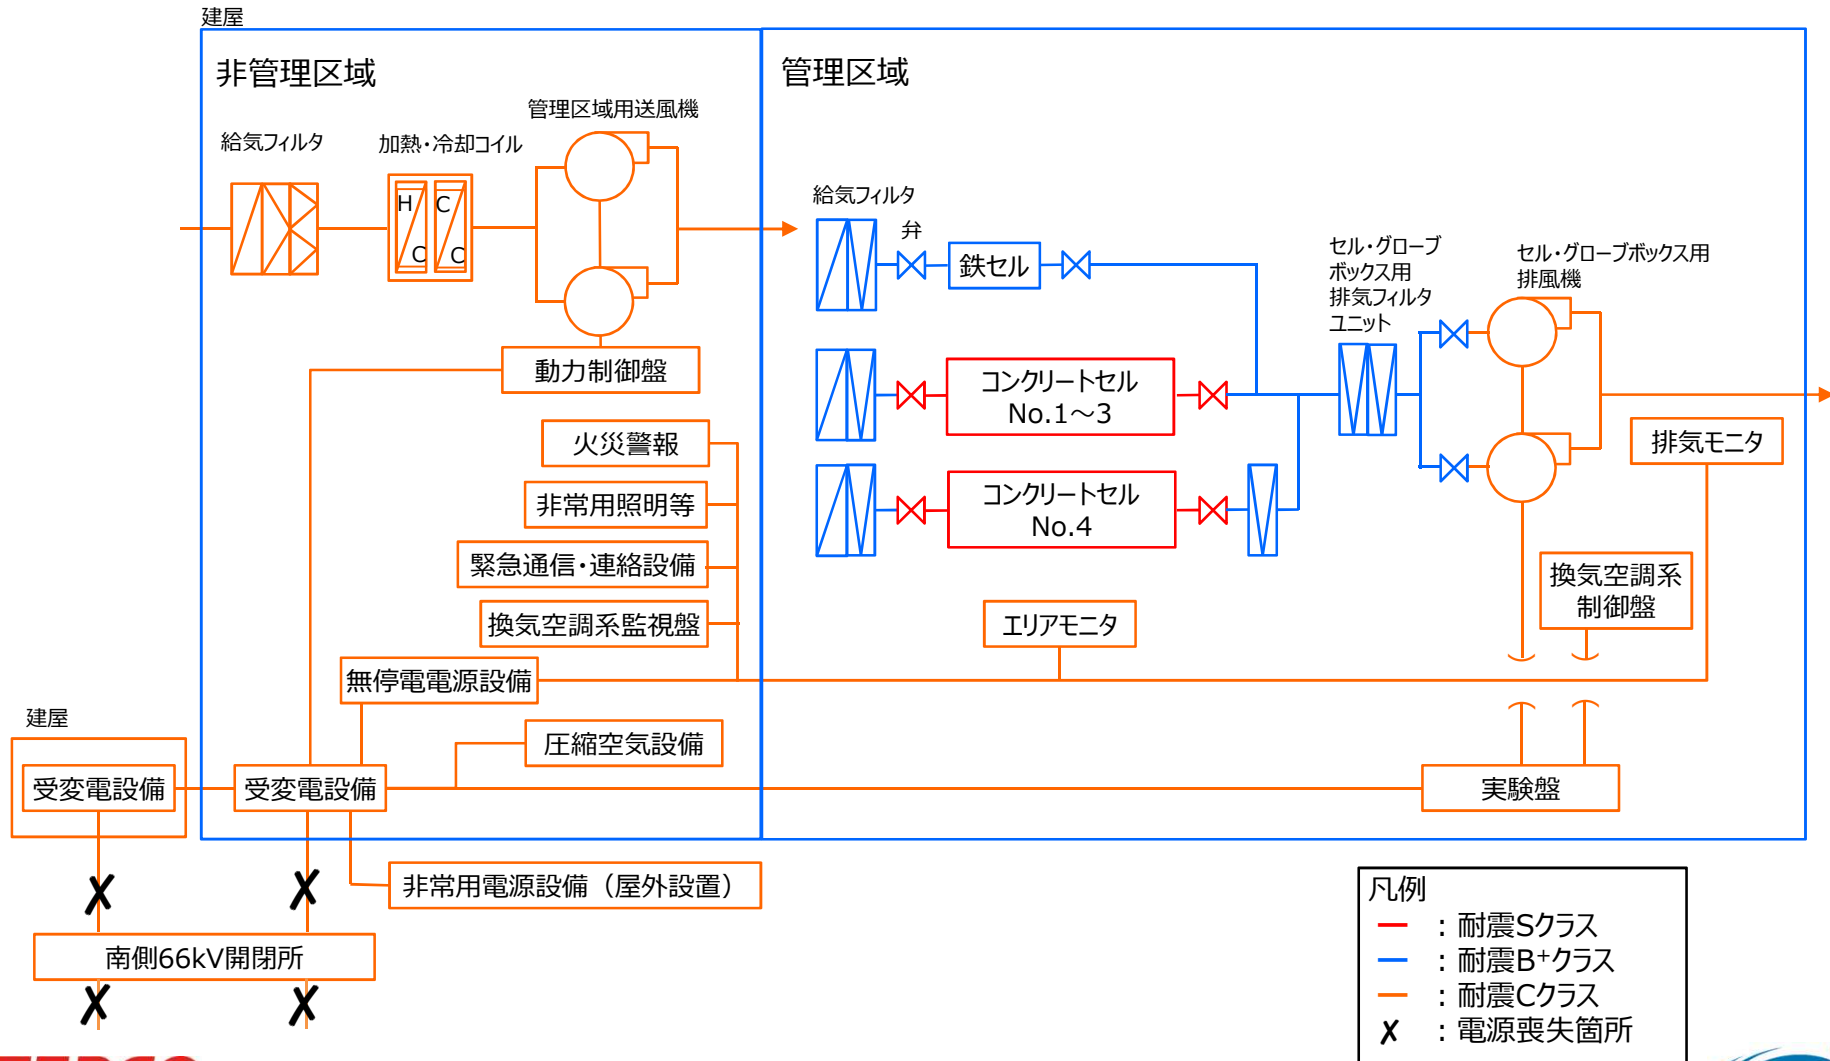 建屋
非管理区域
管理区域
管理区域用送風機
給気フィルタ
加熱・冷却コイル
H
C
C
C
給気フィルタ
弁
鉄セル
セル・グローブ
ボックス用
排気フィルタ
ユニット
セル・グローブボックス用
排風機
動力制御盤
コンクリートセル
No.1～3
火災警報
排気モニタ
非常用照明等
コンクリートセル
No.4
緊急通信・連絡設備
換気空調系
制御盤
換気空調系監視盤
エリアモニタ
無停電電源設備
建屋
圧縮空気設備
受変電設備
受変電設備
実験盤
非常用電源設備（屋外設置）
✗
✗
南側66kV開閉所
✗
✗
凡例
：耐震Sクラス
：耐震B⁺クラス
：耐震Cクラス
✗ ：電源喪失箇所